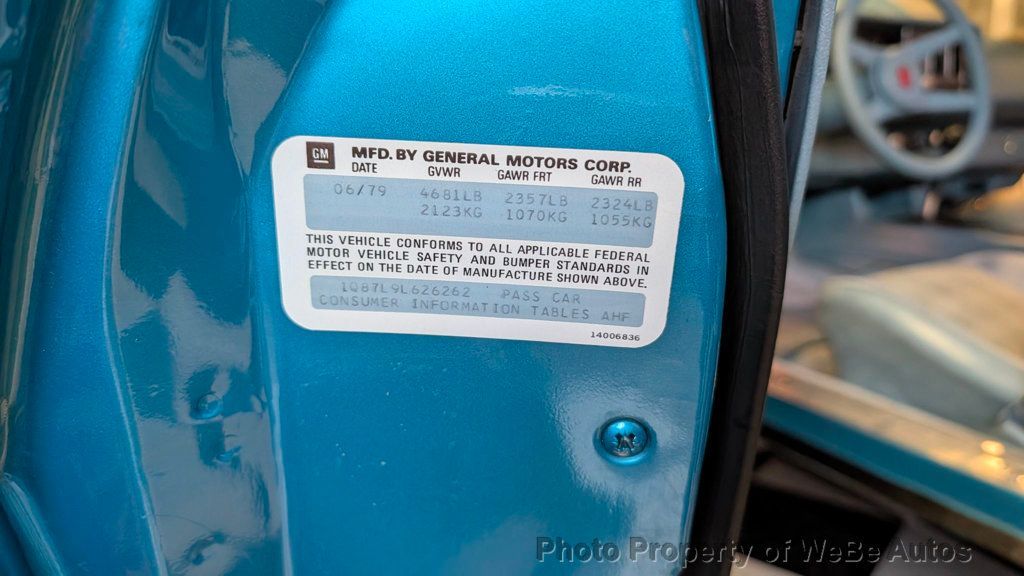 GM MFD. BY GENERAL MOTORS CORP.
DATE GVWR GAWR FRT GAWR RR
06/79 4681LB 2357LB 2324LB
2123KG 1070KG 1055KG
THIS VEHICLE CONFORMS TO ALL APPLICABLE FEDERAL
MOTOR VEHICLE SAFETY AND BUMPER STANDARDS IN
EFFECT ON THE DATE OF MANUFACTURE SHOWN ABOVE.
1Q87L9L626262 PASS CAR
CONSUMER INFORMATION TABLES AHF
14006836
Photo Property of WeBe Autos